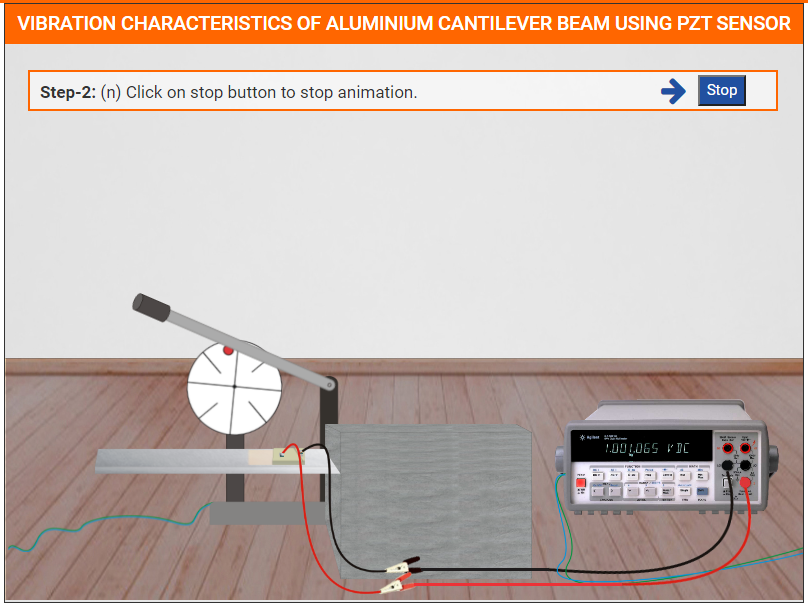 VIBRATION CHARACTERISTICS OF ALUMINIUM CANTILEVER BEAM USING PZT SENSOR
Step-2: (n) Click on stop button to stop animation.
Stop
Agilent
1.001,065 VDC